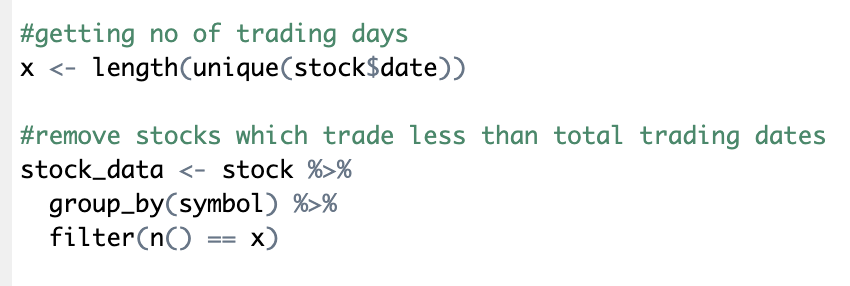 #getting no of trading days
x <- length(unique(stock$date))
#remove stocks which trade less than total trading dates
stock_data <- stock %>%
  group_by(symbol) %>%
  filter(n() == x)